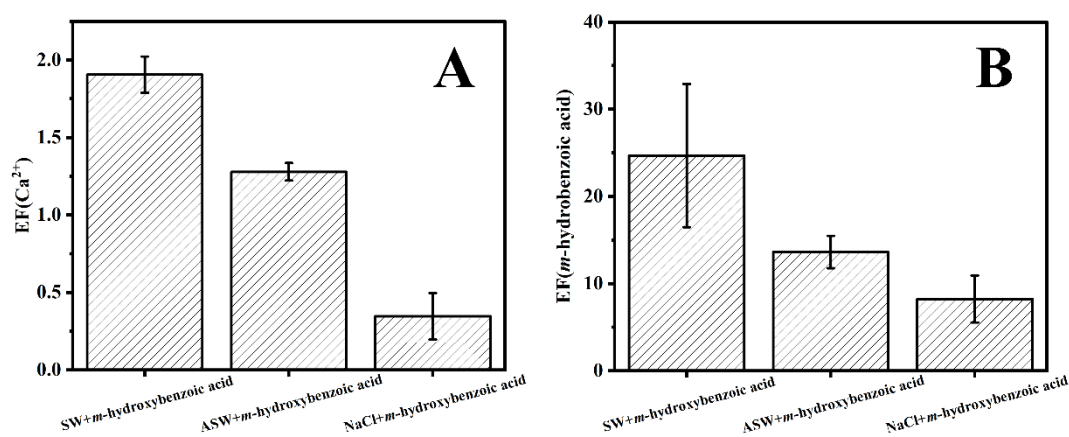 A
EF(Ca2+)
2.0
1.5
1.0
0.5
0.0
SW+m-hydroxybenzoic acid
ASW+m-hydroxybenzoic acid
NaCl+m-hydroxybenzoic acid
B
EF(m-hydrobenzoic acid)
40
30
20
10
0
SW+m-hydroxybenzoic acid
ASW+m-hydroxybenzoic acid
NaCl+m-hydroxybenzoic acid